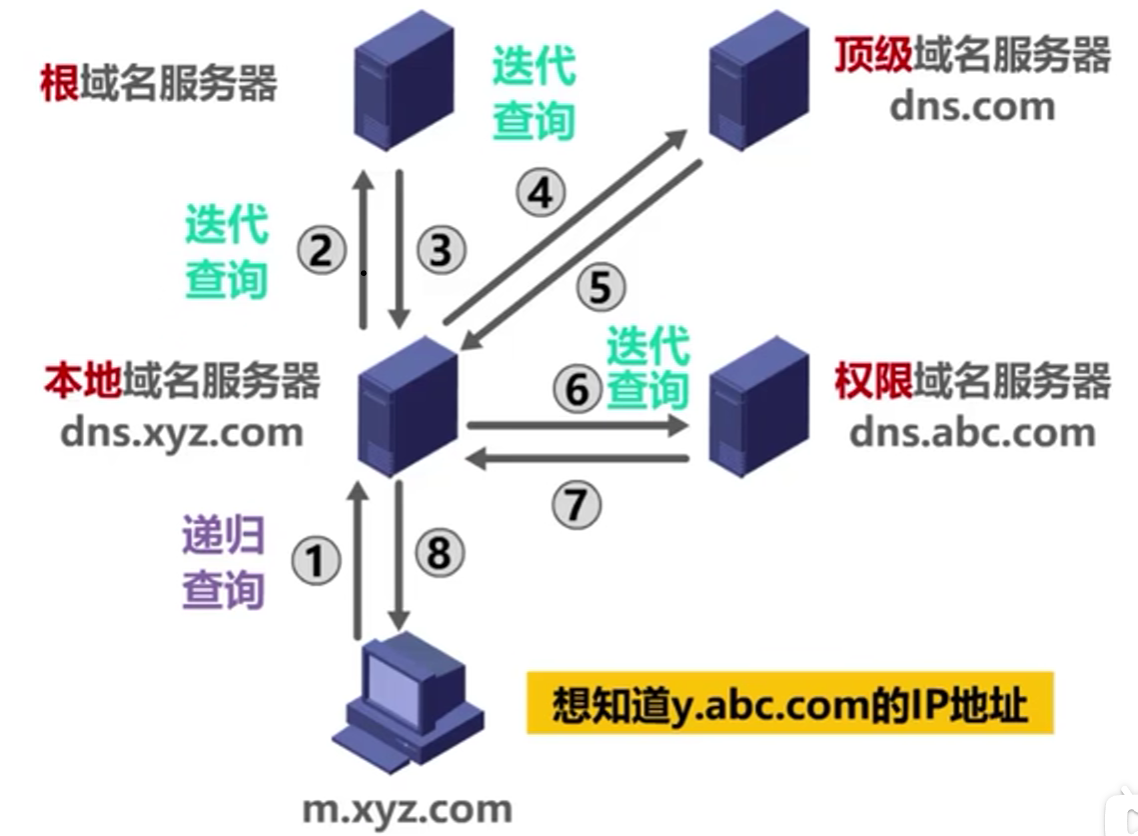 根域名服务器
迭代
查询
顶级域名服务器
dns.com
④
迭代
查询
②
③
⑤
迭代
查询
⑥
本地域名服务器
dns.xyz.com
权限域名服务器
dns.abc.com
⑦
递归
查询
①
⑧
想知道y.abc.com的IP地址
m.xyz.com